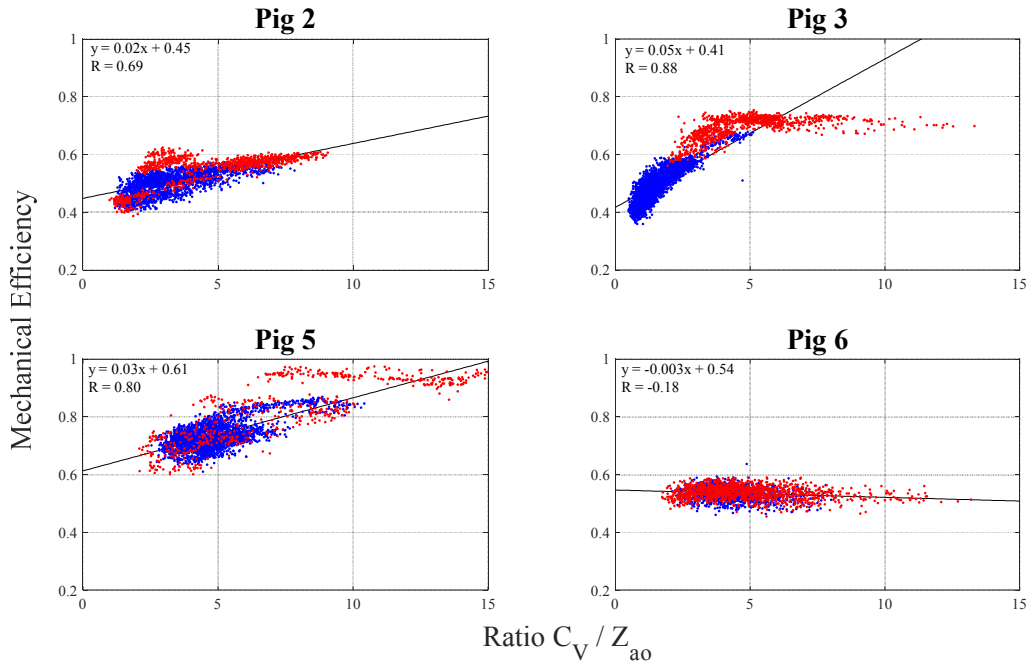 Pig 2
y = 0.02x + 0.45
R = 0.69
1
0.8
0.6
0.4
0.2
0
5
10
15
Pig 3
y = 0.05x + 0.41
R = 0.88
1
0.8
0.6
0.4
0.2
0
5
10
15
Mechanical Efficiency
Pig 5
y = 0.03x + 0.61
R = 0.80
1
0.8
0.6
0.4
0.2
0
5
10
15
Pig 6
y = -0.003x + 0.54
R = -0.18
1
0.8
0.6
0.4
0.2
0
5
10
15
Ratio C_V / Z_ao